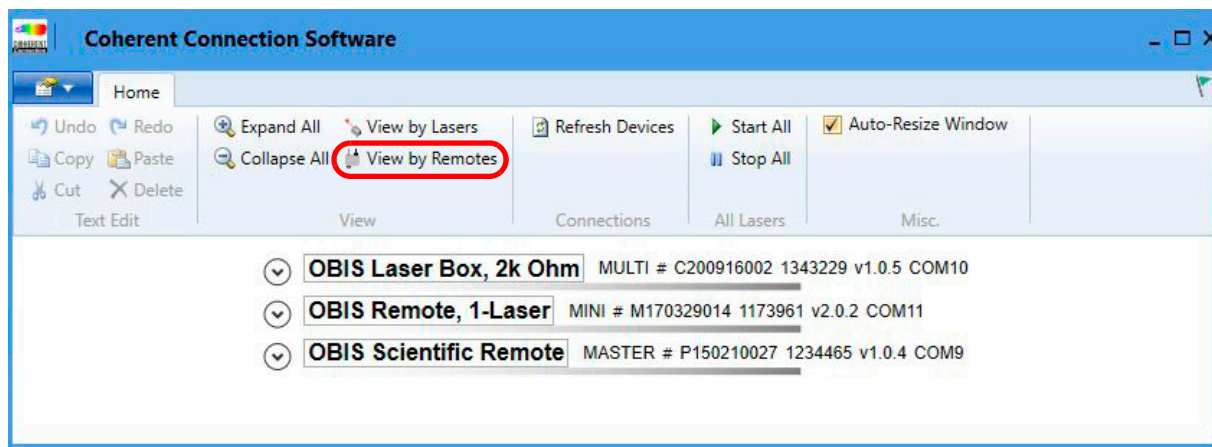 COHERENT
Coherent Connection Software
Home
Undo Redo Expand All View by Lasers Refresh Devices Start All Auto-Resize Window
Copy Paste Collapse All View by Remotes Stop All
Cut Delete
Text Edit View Connections All Lasers Misc.
OBIS Laser Box, 2k Ohm MULTI # C200916002 1343229 v1.0.5 COM10
OBIS Remote, 1-Laser MINI # M170329014 1173961 v2.0.2 COM11
OBIS Scientific Remote MASTER # P150210027 1234465 v1.0.4 COM9